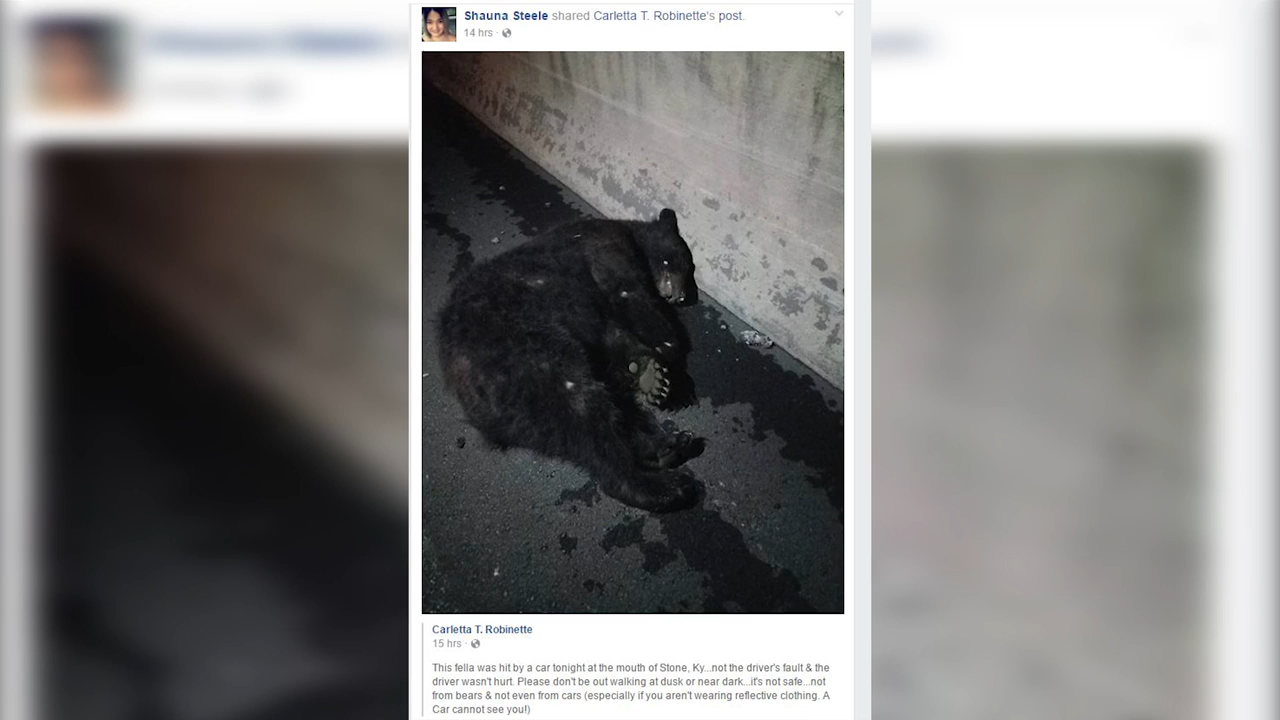 Shauna Steele shared Carletta T. Robinette's post.
14 hrs ·
Carletta T. Robinette
15 hrs ·
This fella was hit by a car tonight at the mouth of Stone, Ky...not the driver's fault & the
driver wasn't hurt. Please don't be out walking at dusk or near dark...it's not safe...not
from bears & not even from cars (especially if you aren't wearing reflective clothing. A
Car cannot see you!)